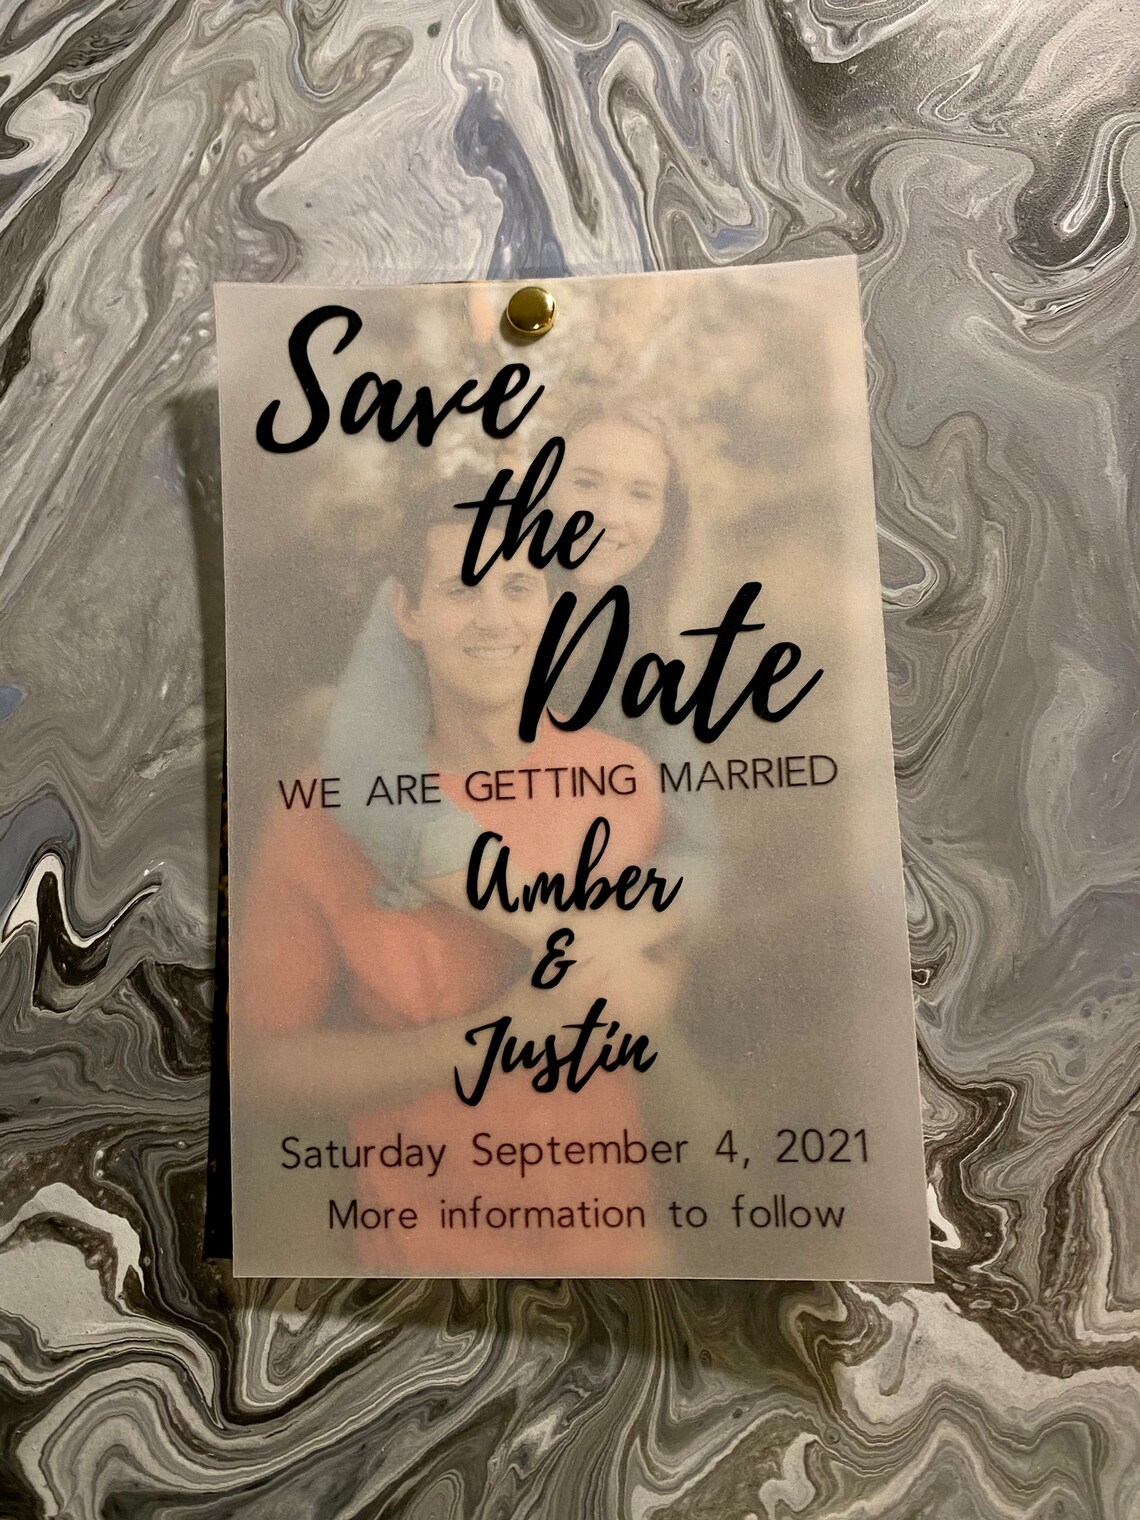 Save
the
Date
WE ARE GETTING MARRIED
Amber
&
Justin
Saturday September 4, 2021
More information to follow